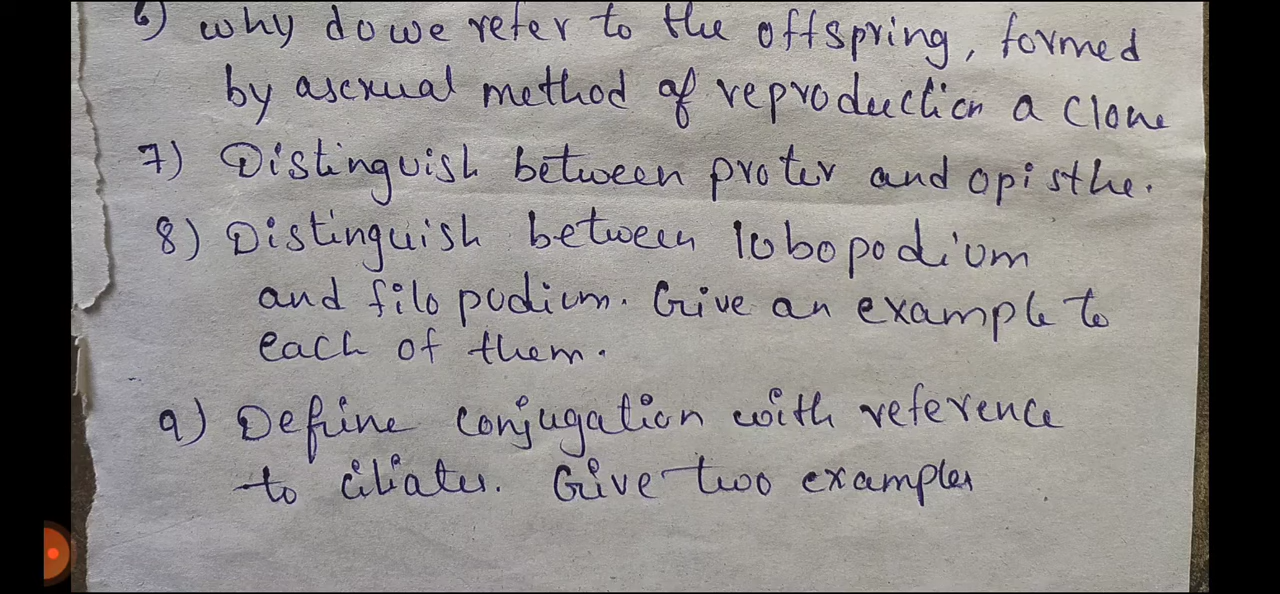 6) why do we refer to the offspring, formed
by asexual method of reproduction a clone
7) Distinguish between proter and opisthe.
8) Distinguish between lobopodium
and filopodium. Give an example to
each of them.
9) Define conjugation with reference
to ciliates. Give two examples